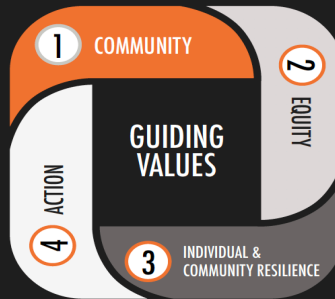 1 COMMUNITY
2 EQUITY
GUIDING
VALUES
3 INDIVIDUAL &
COMMUNITY RESILIENCE
4 ACTION